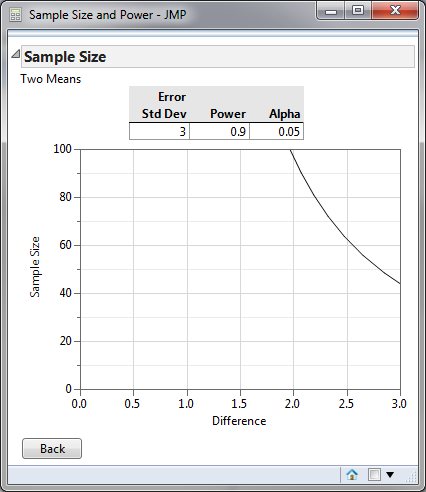 Sample Size and Power - JMP
Sample Size
Two Means
Error
Std Dev Power Alpha
3 0.9 0.05
100
80
60
40
20
0
Sample Size
0.0 0.5 1.0 1.5 2.0 2.5 3.0
Difference
Back